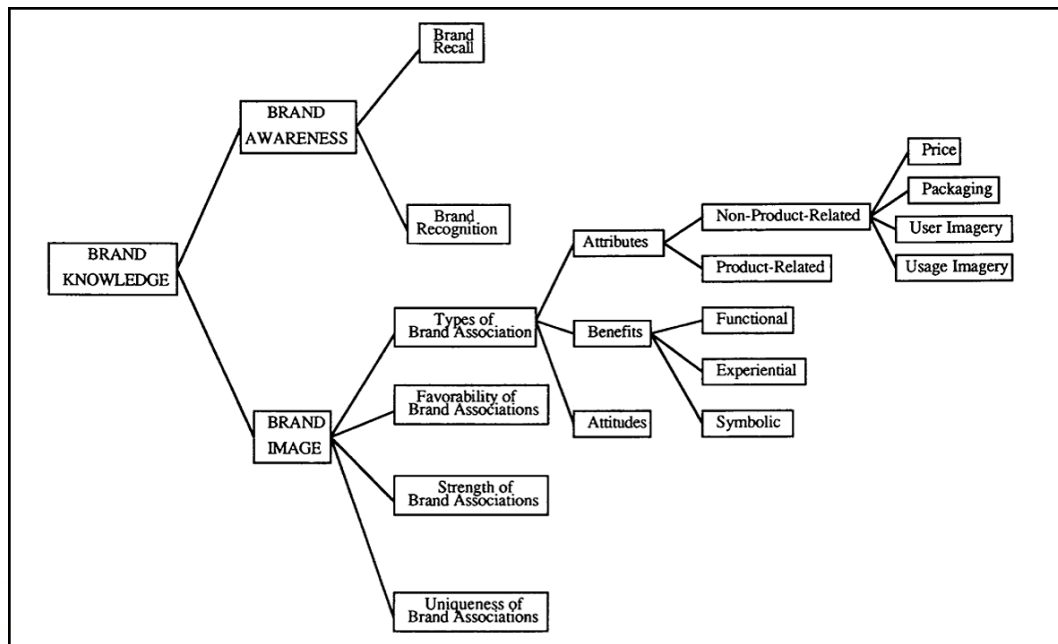 Brand
Recall
BRAND
AWARENESS
Brand
Recognition
BRAND
KNOWLEDGE
BRAND
IMAGE
Types of
Brand Association
Favorability of
Brand Associations
Strength of
Brand Associations
Uniqueness of
Brand Associations
Attributes
Benefits
Attitudes
Non-Product-Related
Product-Related
Functional
Experiential
Symbolic
Price
Packaging
User Imagery
Usage Imagery